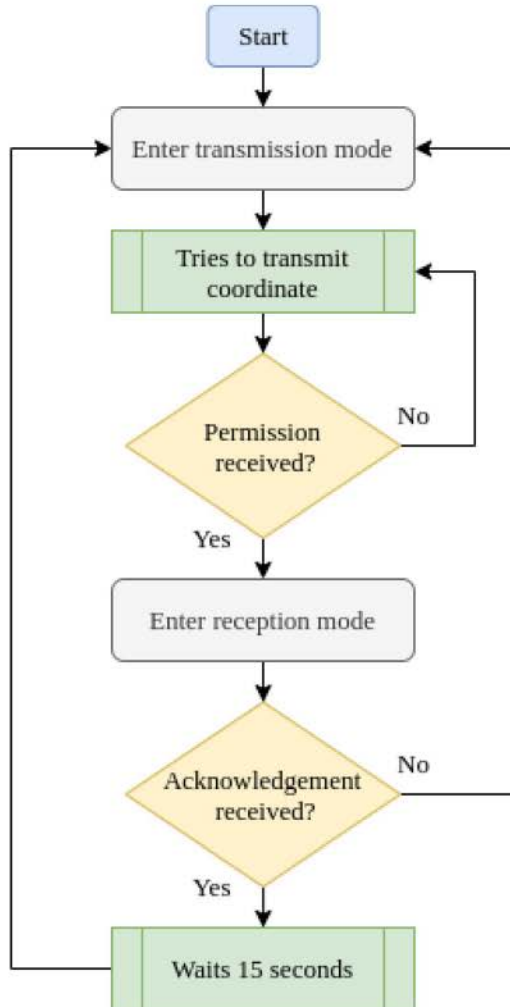 Start
Enter transmission mode
Tries to transmit
coordinate
Permission
received?
No
Yes
Enter reception mode
Acknowledgement
received?
No
Yes
Waits 15 seconds